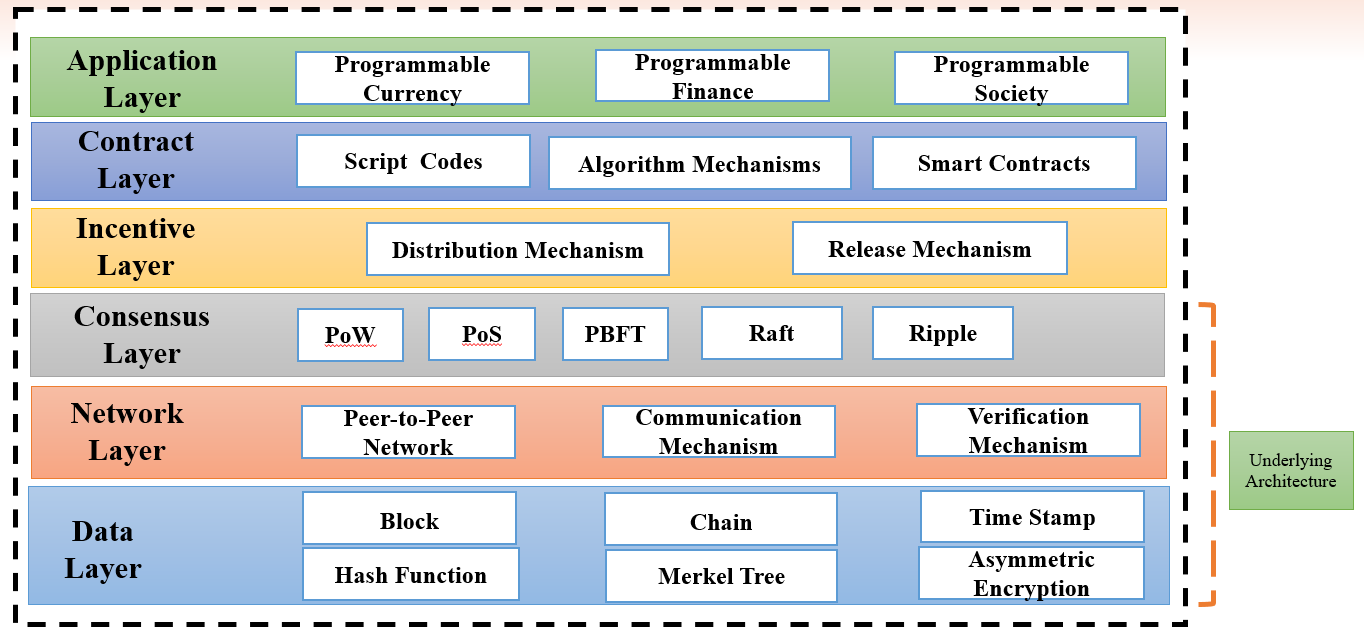 Application
Layer
Programmable
Currency
Programmable
Finance
Programmable
Society
Contract
Layer
Script  Codes
Algorithm Mechanisms
Smart Contracts
Incentive
Layer
Distribution Mechanism
Release Mechanism
Consensus
Layer
PoW
PoS
PBFT
Raft
Ripple
Network
Layer
Peer-to-Peer
Network
Communication
Mechanism
Verification
Mechanism
Data
Layer
Block
Chain
Time Stamp
Hash Function
Merkel Tree
Asymmetric
Encryption
Underlying
Architecture